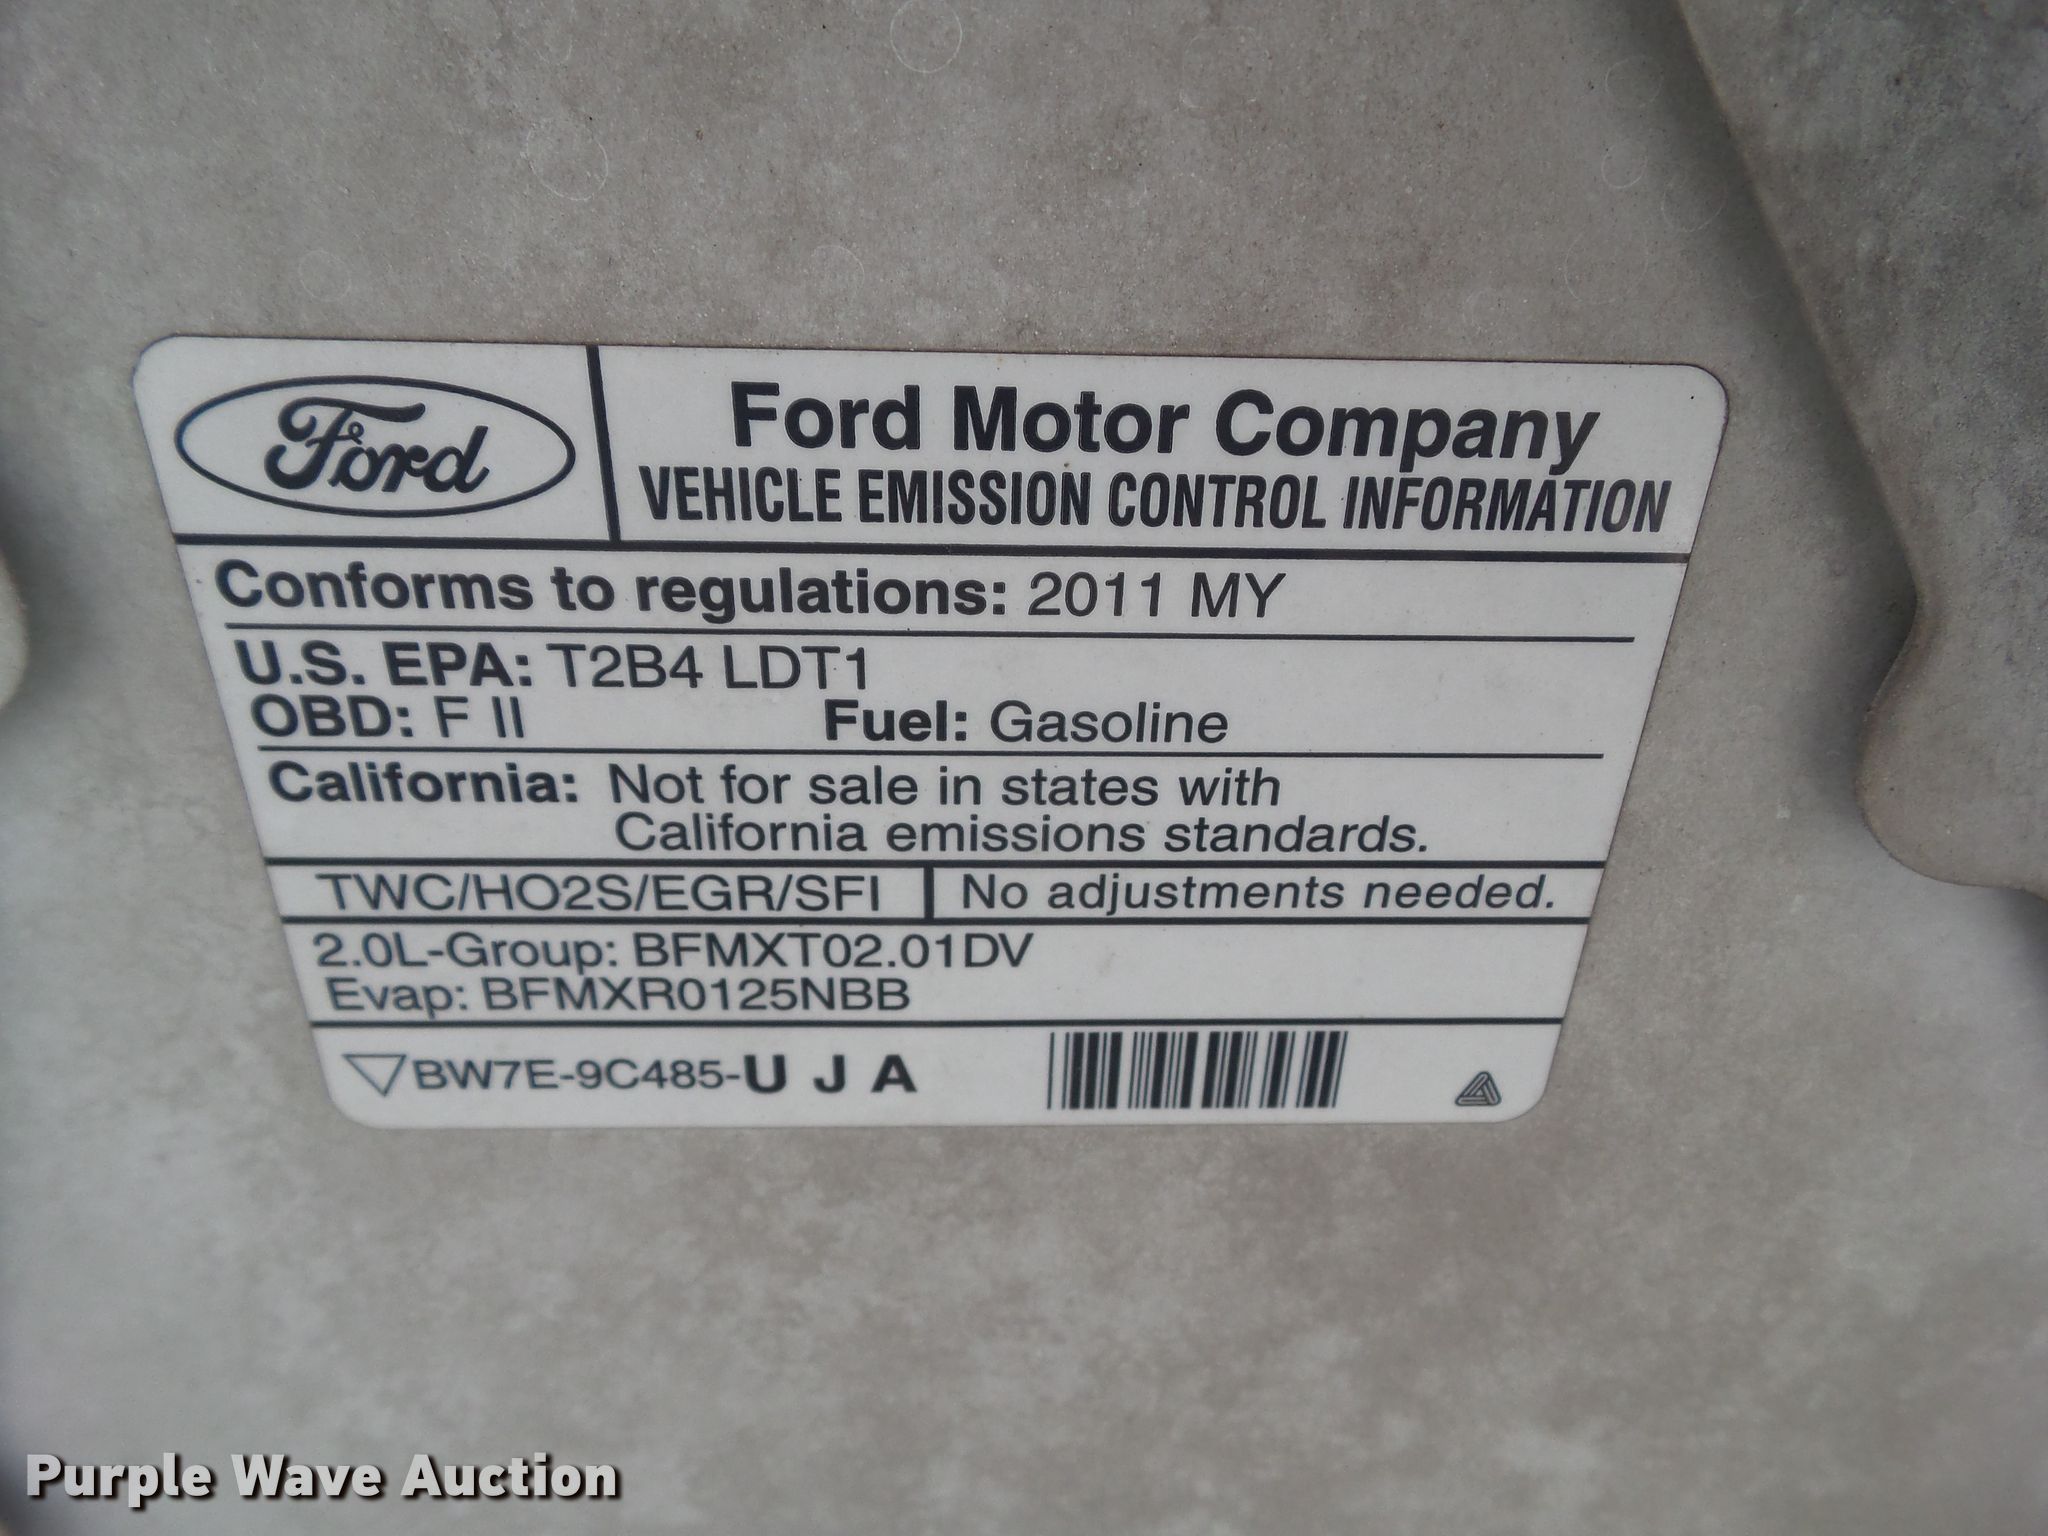 Ford
Ford Motor Company
VEHICLE EMISSION CONTROL INFORMATION
Conforms to regulations: 2011 MY
U.S. EPA: T2B4 LDT1
OBD: F II Fuel: Gasoline
California: Not for sale in states with
California emissions standards.
TWC/HO2S/EGR/SFI No adjustments needed.
2.0L-Group: BFMXT02.01DV
Evap: BFMXR0125NBB
BW7E-9C485-U J A
Purple Wave Auction